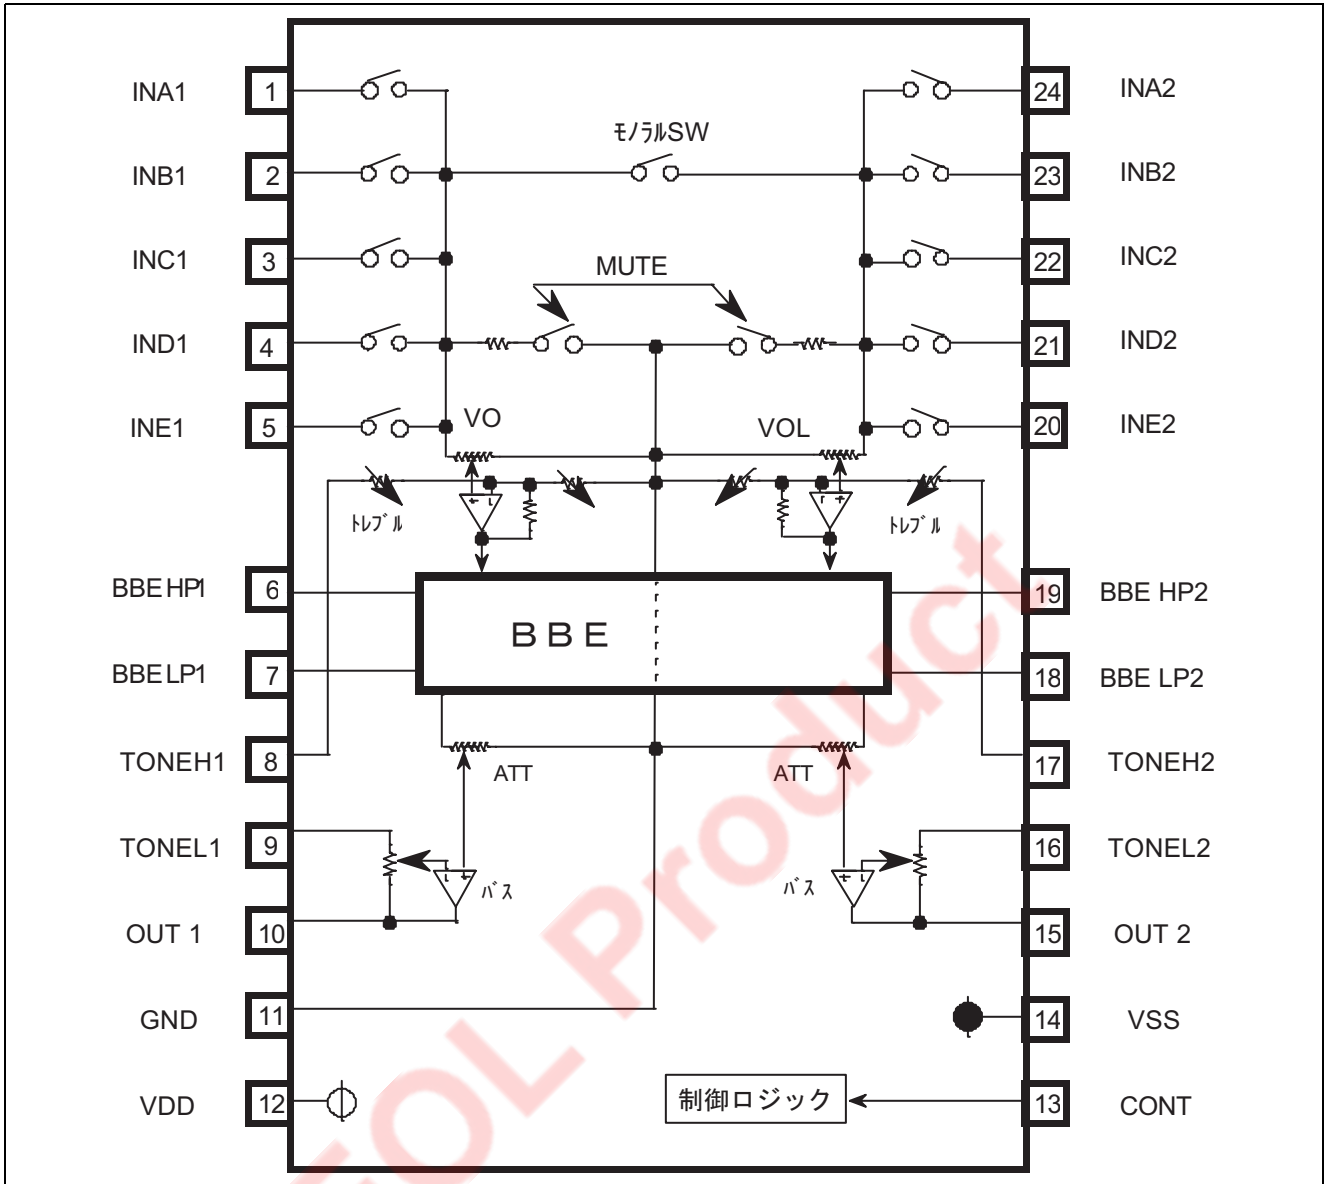 INA1 1 24 INA2
モノラルSW
INB1 2 23 INB2
INC1 3 22 INC2
MUTE
IND1 4 21 IND2
INE1 5 VO VOL 20 INE2
トレブル トレブル
BBE HP1 6 19 BBE HP2
BBE
BBE LP1 7 18 BBE LP2
TONEH1 8 ATT ATT 17 TONEH2
TONEL1 9 16 TONEL2
バス バス
OUT 1 10 15 OUT 2
GND 11 14 VSS
VDD 12 制御ロジック 13 CONT
EOL Product